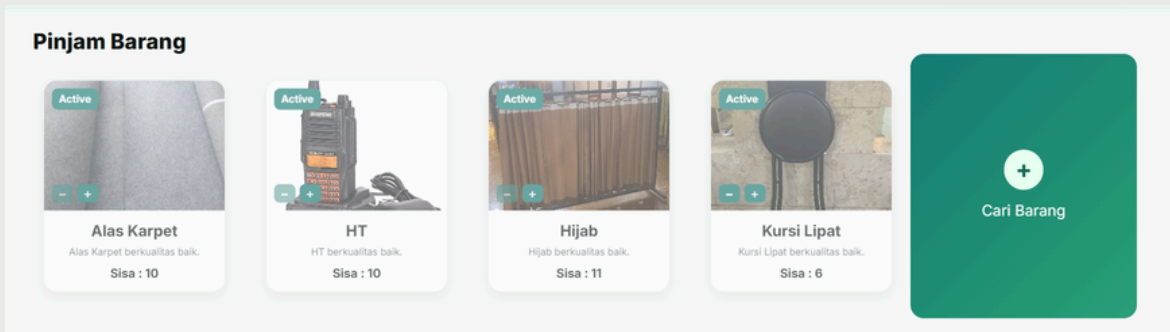 Pinjam Barang
Active
Alas Karpet
Alas Karpet berkualitas baik.
Sisa : 10
Active
HT
HT berkualitas baik.
Sisa : 10
Active
Hijab
Hijab berkualitas baik.
Sisa : 11
Active
Kursi Lipat
Kursi Lipat berkualitas baik.
Sisa : 6
Cari Barang